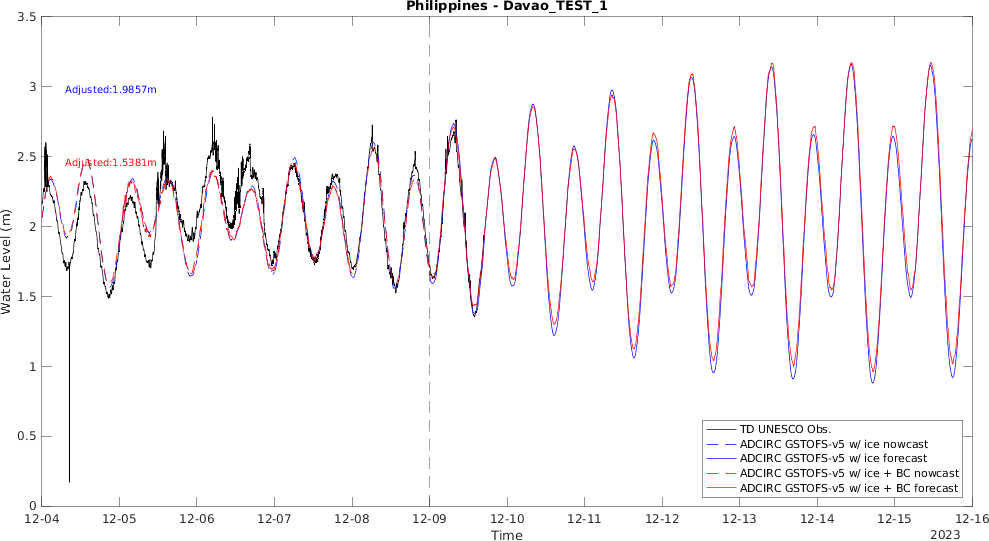 Philippines - Davao_TEST_1
3.5
3
2.5
2
1.5
1
0.5
0
Water Level (m)
Adjusted:1.9857m
Adjusted:1.5381m
TD UNESCO Obs.
ADCIRC GSTOFS-v5 w/ ice nowcast
ADCIRC GSTOFS-v5 w/ ice forecast
ADCIRC GSTOFS-v5 w/ ice + BC nowcast
ADCIRC GSTOFS-v5 w/ ice + BC forecast
12-04 12-05 12-06 12-07 12-08 12-09 12-10 12-11 12-12 12-13 12-14 12-15 12-16
Time
2023